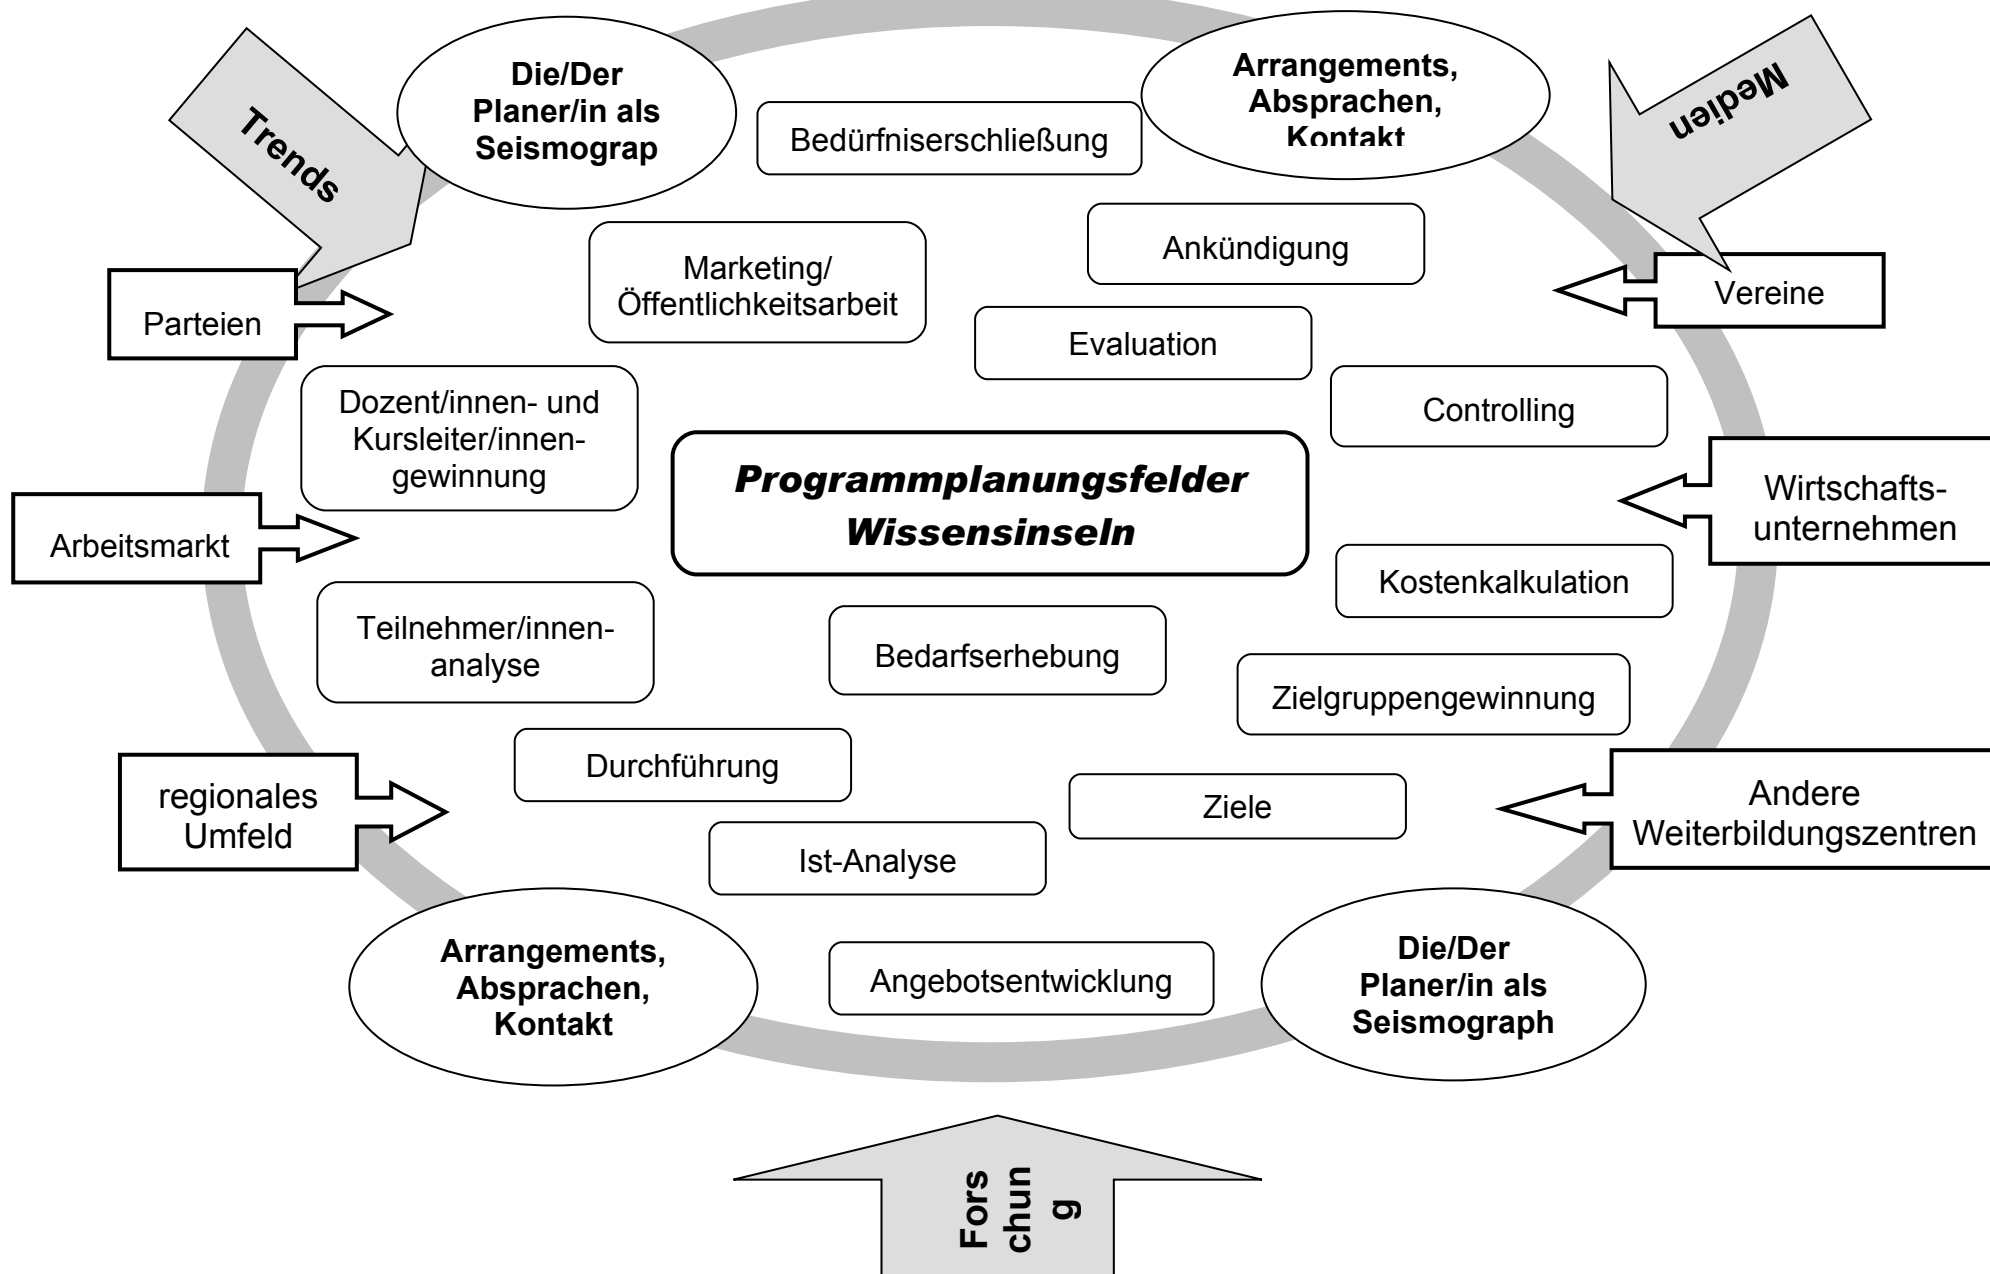 Die/Der
Planer/in als
Seismograp
Arrangements,
Absprachen,
Kontakt
Trends
Medien
Bedürfniserschließung
Marketing/
Öffentlichkeitsarbeit
Ankündigung
Parteien
Vereine
Evaluation
Dozent/innen- und
Kursleiter/innen-
gewinnung
Controlling
Programmplanungsfelder
Wissensinseln
Arbeitsmarkt
Wirtschafts-
unternehmen
Kostenkalkulation
Teilnehmer/innen-
analyse
Bedarfserhebung
Zielgruppengewinnung
Durchführung
regionales
Umfeld
Ziele
Andere
Weiterbildungszentren
Ist-Analyse
Arrangements,
Absprachen,
Kontakt
Angebotsentwicklung
Die/Der
Planer/in als
Seismograph
Fors
chun
g